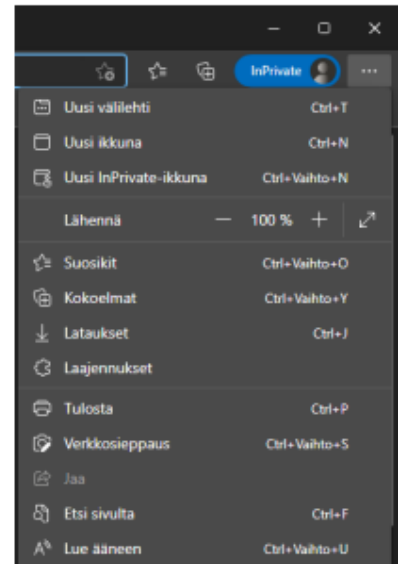 InPrivate
Uusi välilehti Ctrl+T
Uusi ikkuna Ctrl+N
Uusi InPrivate-ikkuna Ctrl+Vaihto+N
Lähennä — 100 % +
Suosikit Ctrl+Vaihto+O
Kokoelmat Ctrl+Vaihto+Y
Lataukset Ctrl+J
Laajennukset
Tulosta Ctrl+P
Verkkosieppaus Ctrl+Vaihto+S
Jaa
Etsi sivulta Ctrl+F
Lue ääneen Ctrl+Vaihto+U